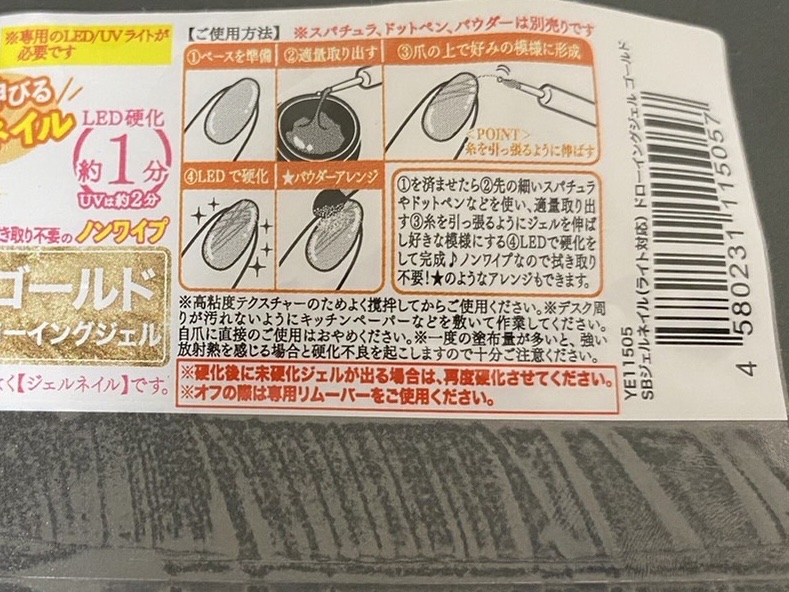 ※専用のLED/UVライトが
必要です
びる
ネイル
LED硬化
(約1分)
UVは約2分
き取り不要のノンワイプ
ゴールド
ーイングジェル
なく【ジェルネイル】です。
【ご使用方法】 ※スパチュラ、ドットペン、パウダーは別売りです
①ベースを準備 ②適量取り出す ③爪の上で好みの模様に形成
<POINT>
糸を引っ張るように伸ばす
④LEDで硬化 ★パウダーアレンジ
①を済ませたら②先の細いスパチュラ
やドットペンなどを使い、適量取り出
す③糸を引っ張るようにジェルを伸ば
し好きな模様にする④LEDで硬化を
して完成♪ノンワイプなので拭き取り
不要!★のようなアレンジもできます。
※高粘度テクスチャーのためよく攪拌してからご使用ください。※デスク周
りが汚れないようにキッチンペーパーなどを敷いて作業してください。※
自爪に直接のご使用はおやめください。※一度の塗布量が多いと、強い
放射熱を感じる場合と硬化不良を起こしますので十分ご注意ください。
※硬化後に未硬化ジェルが出る場合は、再度硬化させてください。
※オフの際は専用リムーバーをご使用ください。
YE11505
SBジェルネイル(ライト対応) ドローイングジェル ゴールド
4 580231 115057